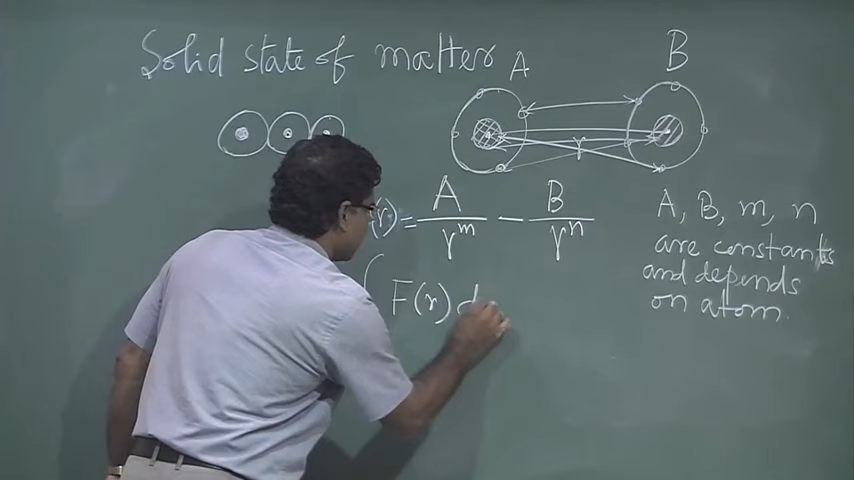 Solid state of matter
A
B
r
(r) = A/r^m - B/r^n
∫ F(r) d
A, B, m, n
are constants
and depends
on atom.